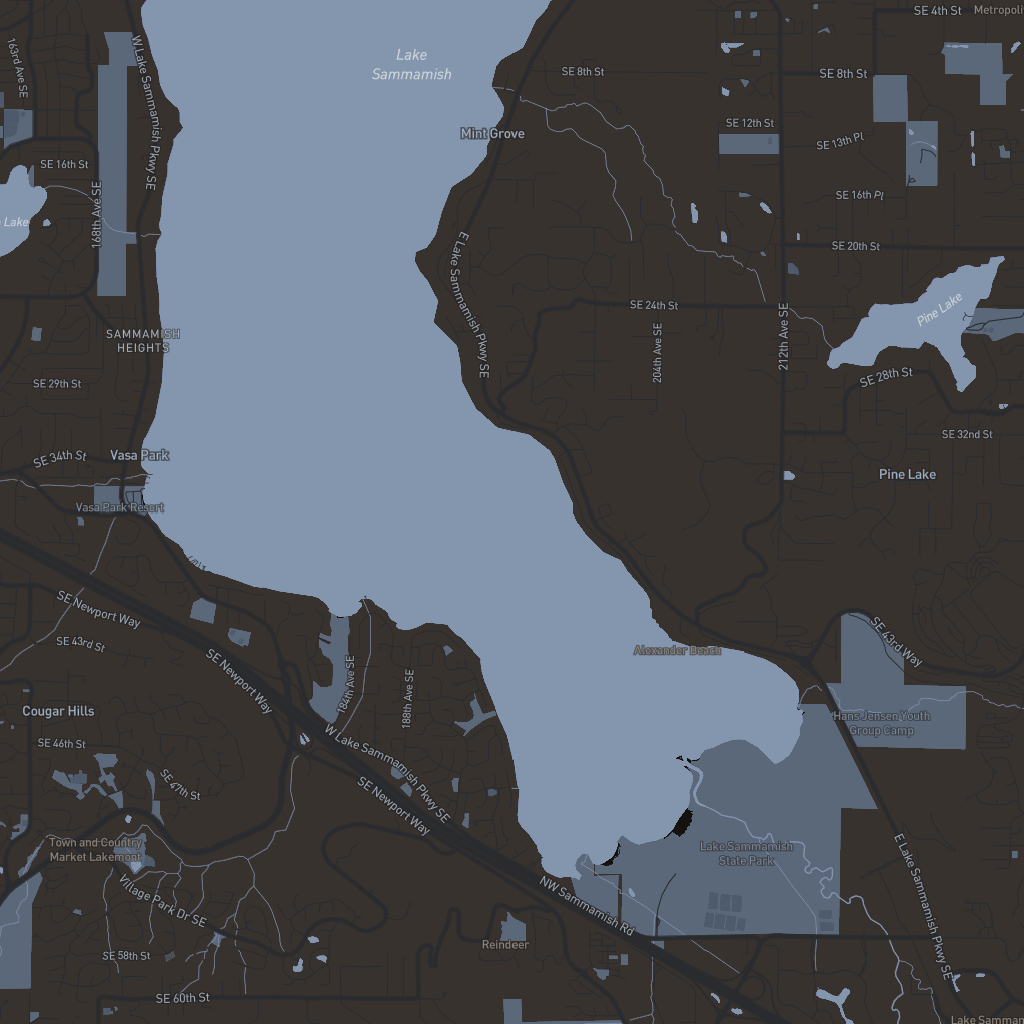 SE 4th St
163rd Ave SE
W Lake Sammamish Pkwy SE
Lake
Sammamish
SE 8th St
SE 8th St
Mint Grove
SE 12th St
SE 13th Pl
SE 16th St
SE 16th Pl
168th Ave SE
Lake
E Lake Sammamish Pkwy SE
SE 20th St
SE 24th St
Pine Lake
SAMMAMISH
HEIGHTS
204th Ave SE
212th Ave SE
SE 29th St
SE 28th St
SE 32nd St
SE 34th St
Vasa Park
Pine Lake
Vasa Park Resort
SE Newport Way
SE 43rd St
SE 43rd Way
Alexander Beach
SE Newport Way
184th Ave SE
188th Ave SE
Cougar Hills
Hans Jensen Youth
Group Camp
SE 46th St
W Lake Sammamish Pkwy SE
SE 47th St
SE Newport Way
Town and Country
Market Lakemont
Lake Sammamish
State Park
E Lake Sammamish Pkwy SE
Village Park Dr SE
NW Sammamish Rd
Reindeer
SE 58th St
SE 60th St